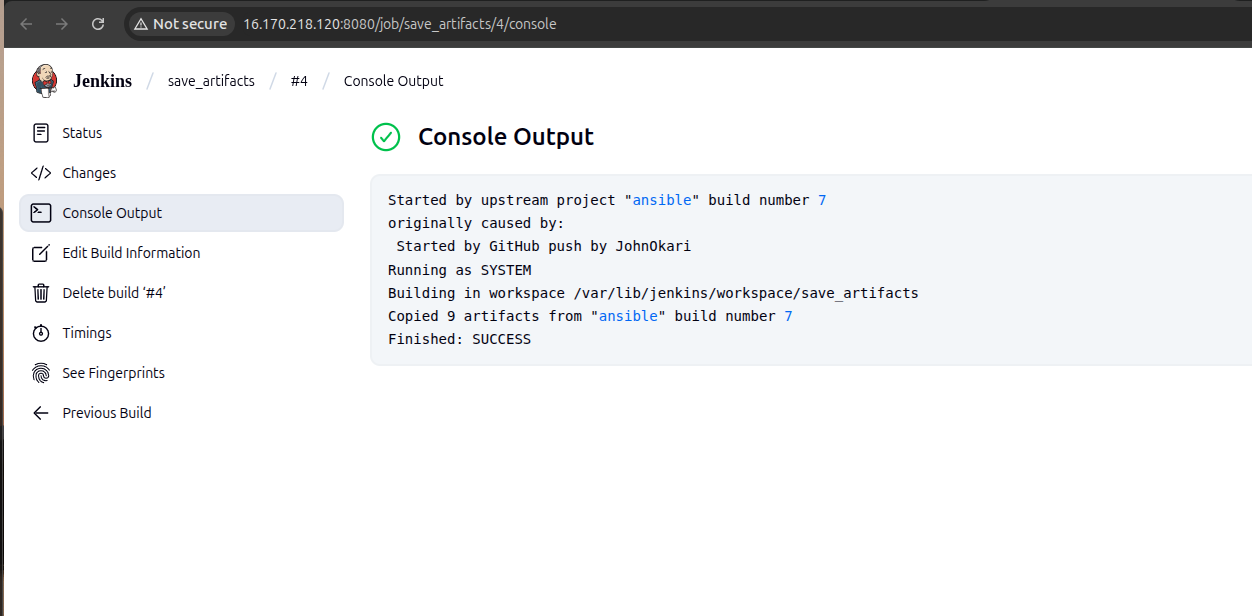 Not secure 16.170.218.120:8080/job/save_artifacts/4/console
Jenkins / save_artifacts / #4 / Console Output
Status
Changes
Console Output
Edit Build Information
Delete build ‘#4’
Timings
See Fingerprints
Previous Build
Console Output
Started by upstream project "ansible" build number 7
originally caused by:
Started by GitHub push by JohnOkari
Running as SYSTEM
Building in workspace /var/lib/jenkins/workspace/save_artifacts
Copied 9 artifacts from "ansible" build number 7
Finished: SUCCESS